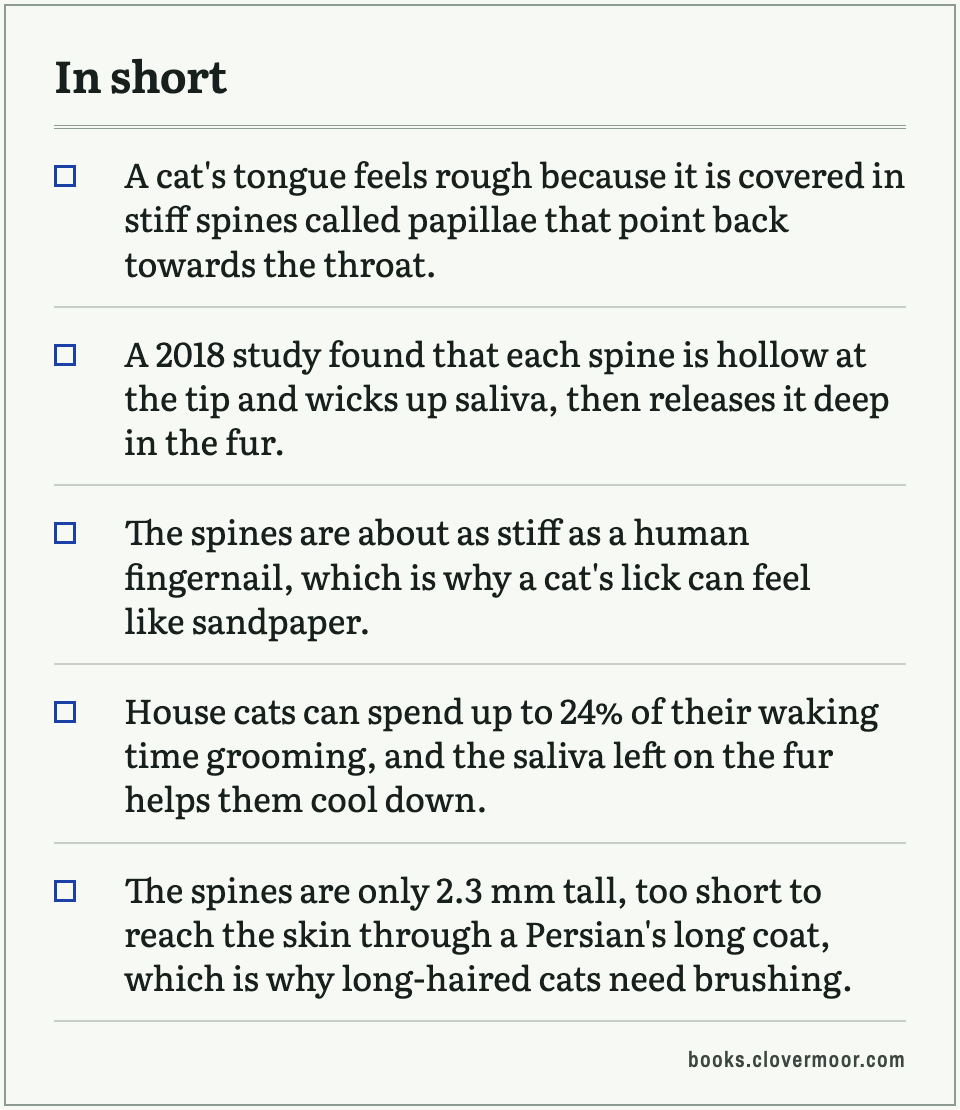 In short
A cat's tongue feels rough because it is covered in
stiff spines called papillae that point back
towards the throat.
A 2018 study found that each spine is hollow at
the tip and wicks up saliva, then releases it deep
in the fur.
The spines are about as stiff as a human
fingernail, which is why a cat's lick can feel
like sandpaper.
House cats can spend up to 24% of their waking
time grooming, and the saliva left on the fur
helps them cool down.
The spines are only 2.3 mm tall, too short to
reach the skin through a Persian's long coat,
which is why long-haired cats need brushing.
books.clovermoor.com